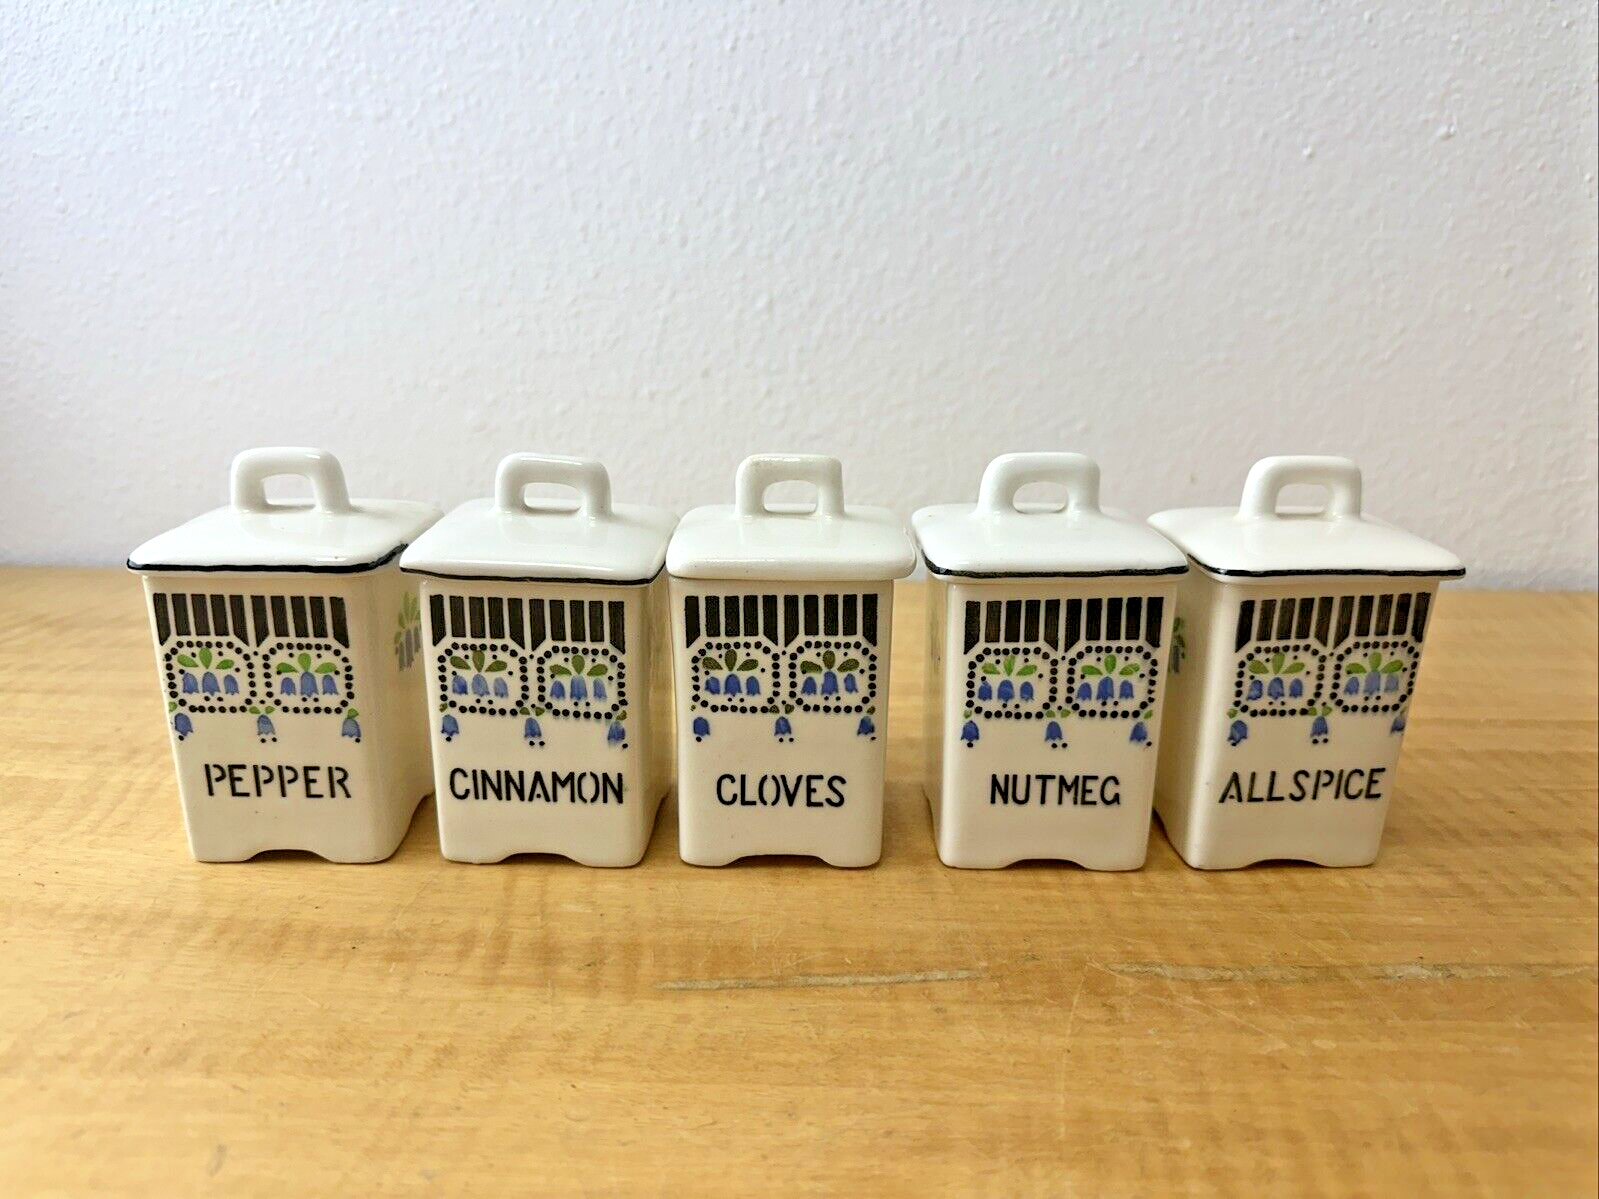 PEPPER
CINNAMON
CLOVES
NUTMEG
ALLSPICE